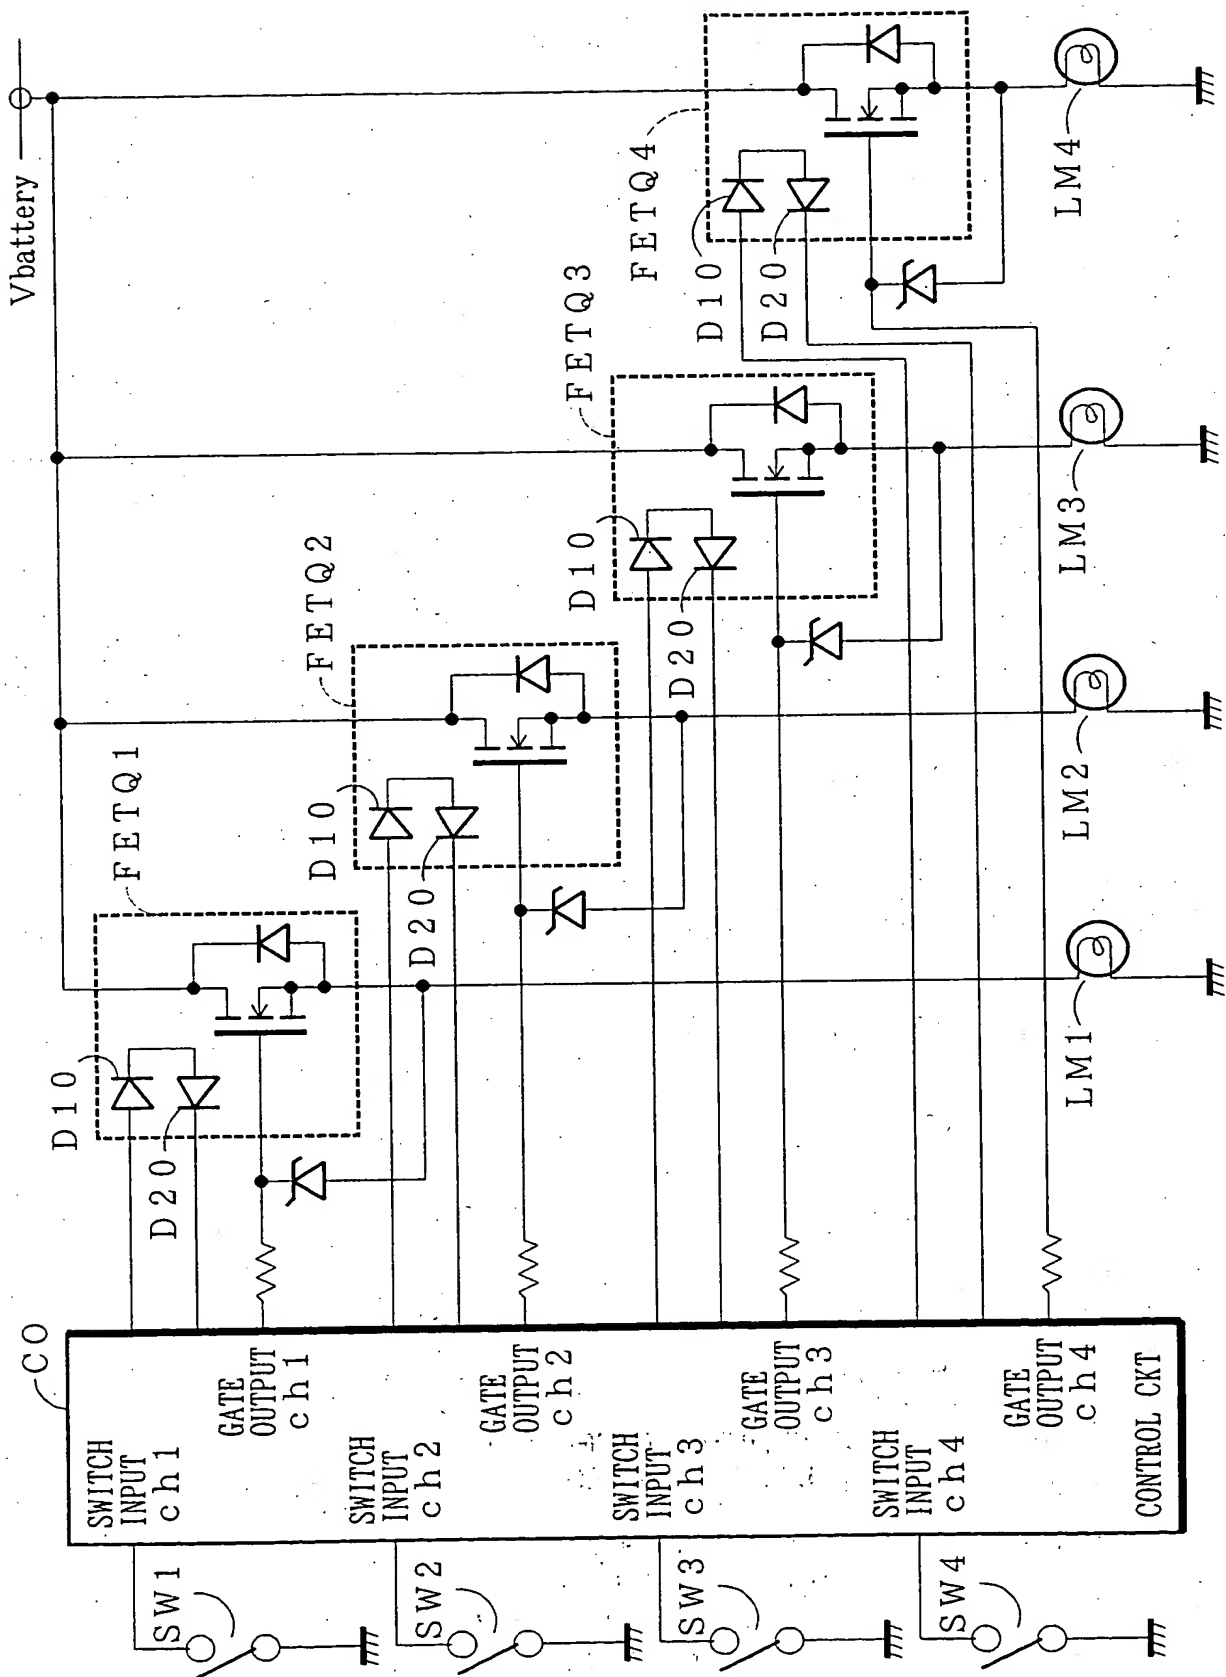 Vbattery
FETQ1
D10
D20
FETQ2
D10
D20
FETQ3
D10
D20
FETQ4
D10
D20
LM1
LM2
LM3
LM4
CO
SWITCH
INPUT
ch1
GATE
OUTPUT
ch1
SWITCH
INPUT
ch2
GATE
OUTPUT
ch2
SWITCH
INPUT
ch3
GATE
OUTPUT
ch3
SWITCH
INPUT
ch4
GATE
OUTPUT
ch4
CONTROL CKT
SW1
SW2
SW3
SW4